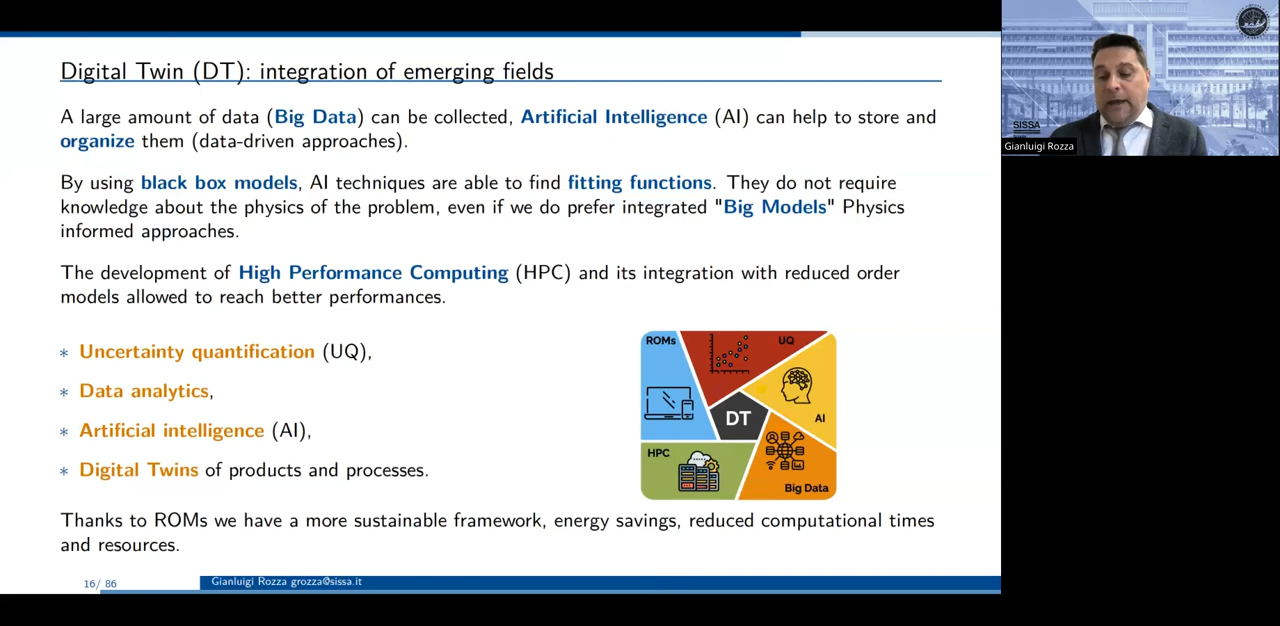 Digital Twin (DT): integration of emerging fields
A large amount of data (Big Data) can be collected, Artificial Intelligence (AI) can help to store and
organize them (data-driven approaches).
By using black box models, AI techniques are able to find fitting functions. They do not require
knowledge about the physics of the problem, even if we do prefer integrated "Big Models" Physics
informed approaches.
The development of High Performance Computing (HPC) and its integration with reduced order
models allowed to reach better performances.
* Uncertainty quantification (UQ),
* Data analytics,
* Artificial intelligence (AI),
* Digital Twins of products and processes.
ROMs
UQ
AI
DT
HPC
Big Data
Thanks to ROMs we have a more sustainable framework, energy savings, reduced computational times
and resources.
16/ 86
Gianluigi Rozza grozza@sissa.it
SISSA
Gianluigi Rozza